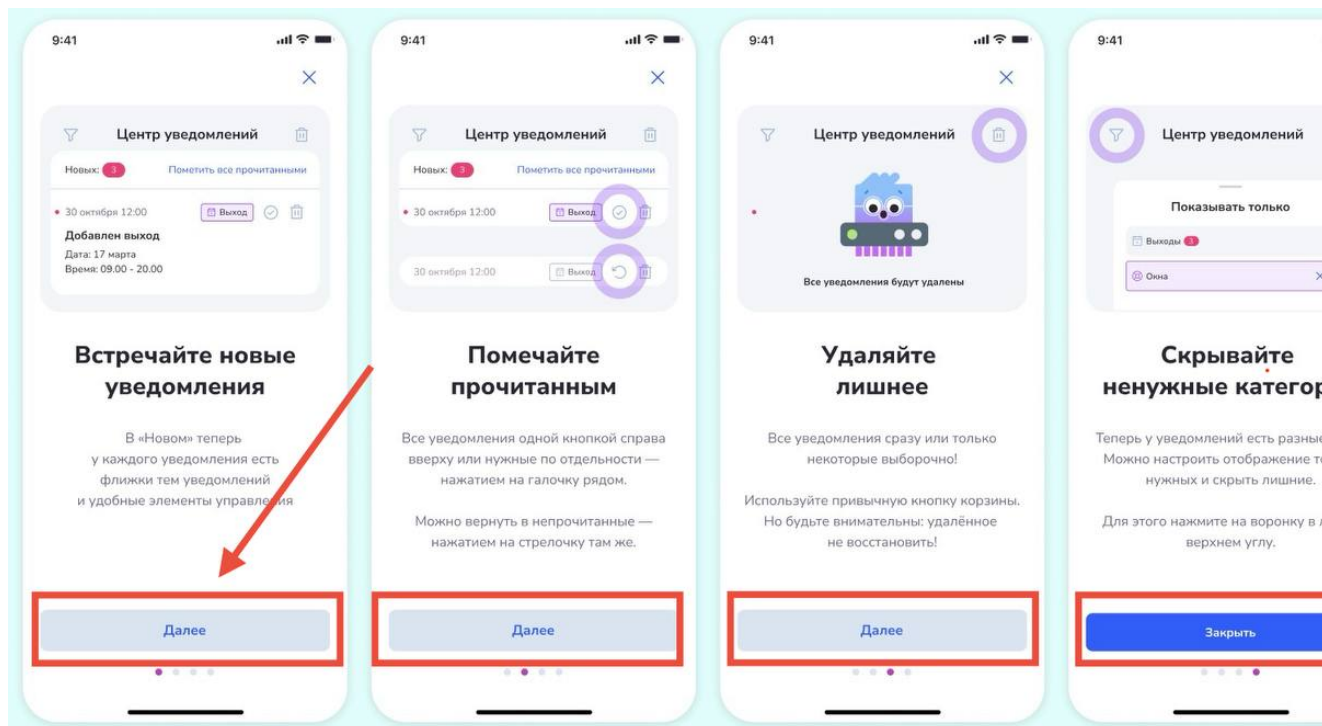 9:41
Центр уведомлений
Новых: 3 Пометить все прочитанными
30 октября 12:00 Выход
Добавлен выход
Дата: 17 марта
Время: 09.00 - 20.00
Встречайте новые
уведомления
В «Новом» теперь
у каждого уведомления есть
флижки тем уведомлений
и удобные элементы управления
Далее
9:41
Центр уведомлений
Новых: 3 Пометить все прочитанными
30 октября 12:00 Выход
30 октября 12:00 Выход
Помечайте
прочитанным
Все уведомления одной кнопкой справа
вверху или нужные по отдельности —
нажатием на галочку рядом.
Можно вернуть в непрочитанные —
нажатием на стрелочку там же.
Далее
9:41
Центр уведомлений
Все уведомления будут удалены
Удаляйте
лишнее
Все уведомления сразу или только
некоторые выборочно!
Используйте привычную кнопку корзины.
Но будьте внимательны: удалённое
не восстановить!
Далее
9:41
Центр уведомлений
Показывать только
Выходы 3
Окна
Скрывайте
ненужные категор
Теперь у уведомлений есть разные
Можно настроить отображение
нужных и скрыть лишние.
Для этого нажмите на воронку в
верхнем углу.
Закрыть